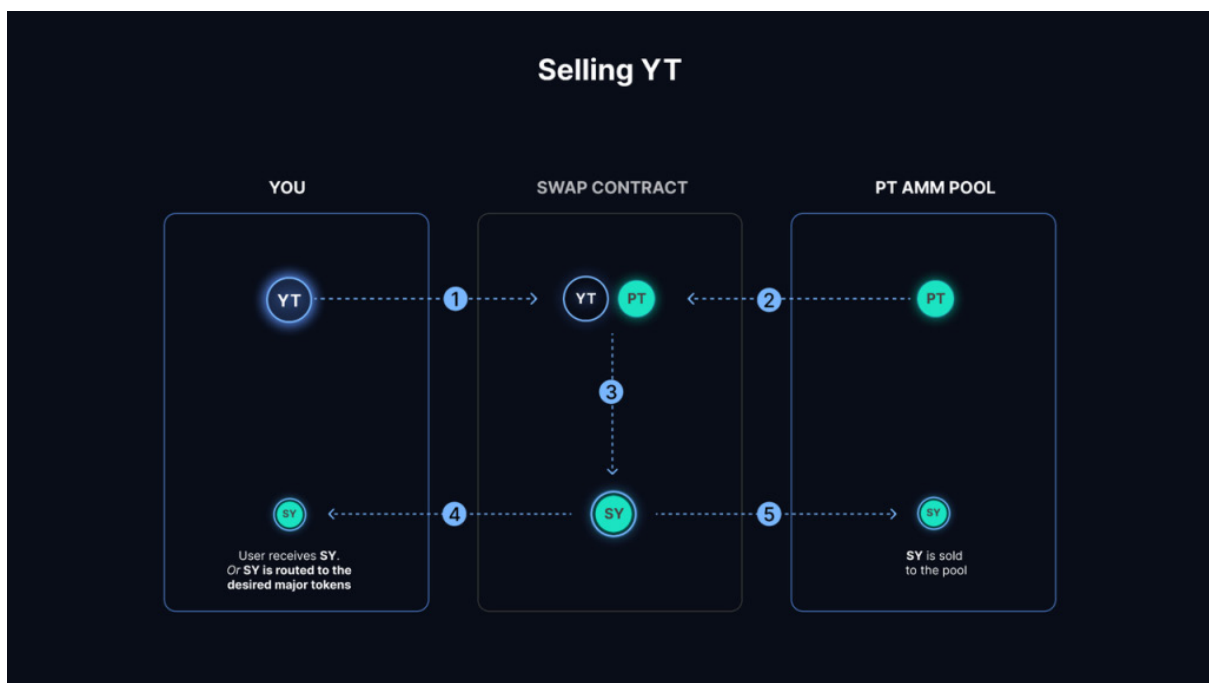 Selling YT
YOU
SWAP CONTRACT
PT AMM POOL
YT
1
YT
PT
2
PT
3
SY
4
SY
5
SY
User receives SY.
Or SY is routed to the
desired major tokens
SY is sold
to the pool